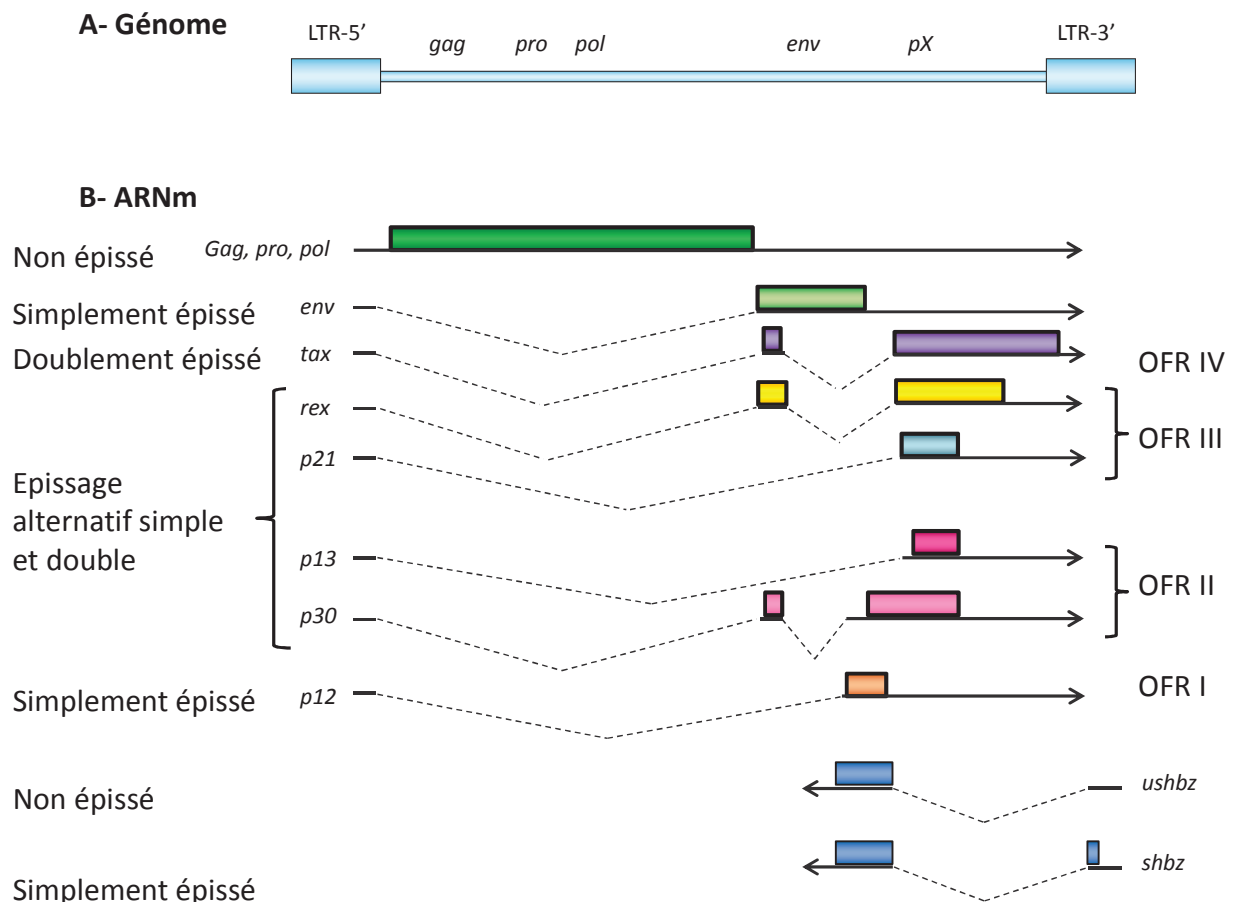 A- Génome
LTR-5’ gag pro pol env pX LTR-3’
B- ARNm
Non épissé Gag, pro, pol
Simplement épissé env
Doublement épissé tax OFR IV
rex
OFR III
p21
Epissage
alternatif simple
et double
p13
OFR II
p30
Simplement épissé p12 OFR I
Non épissé ushbz
Simplement épissé shbz